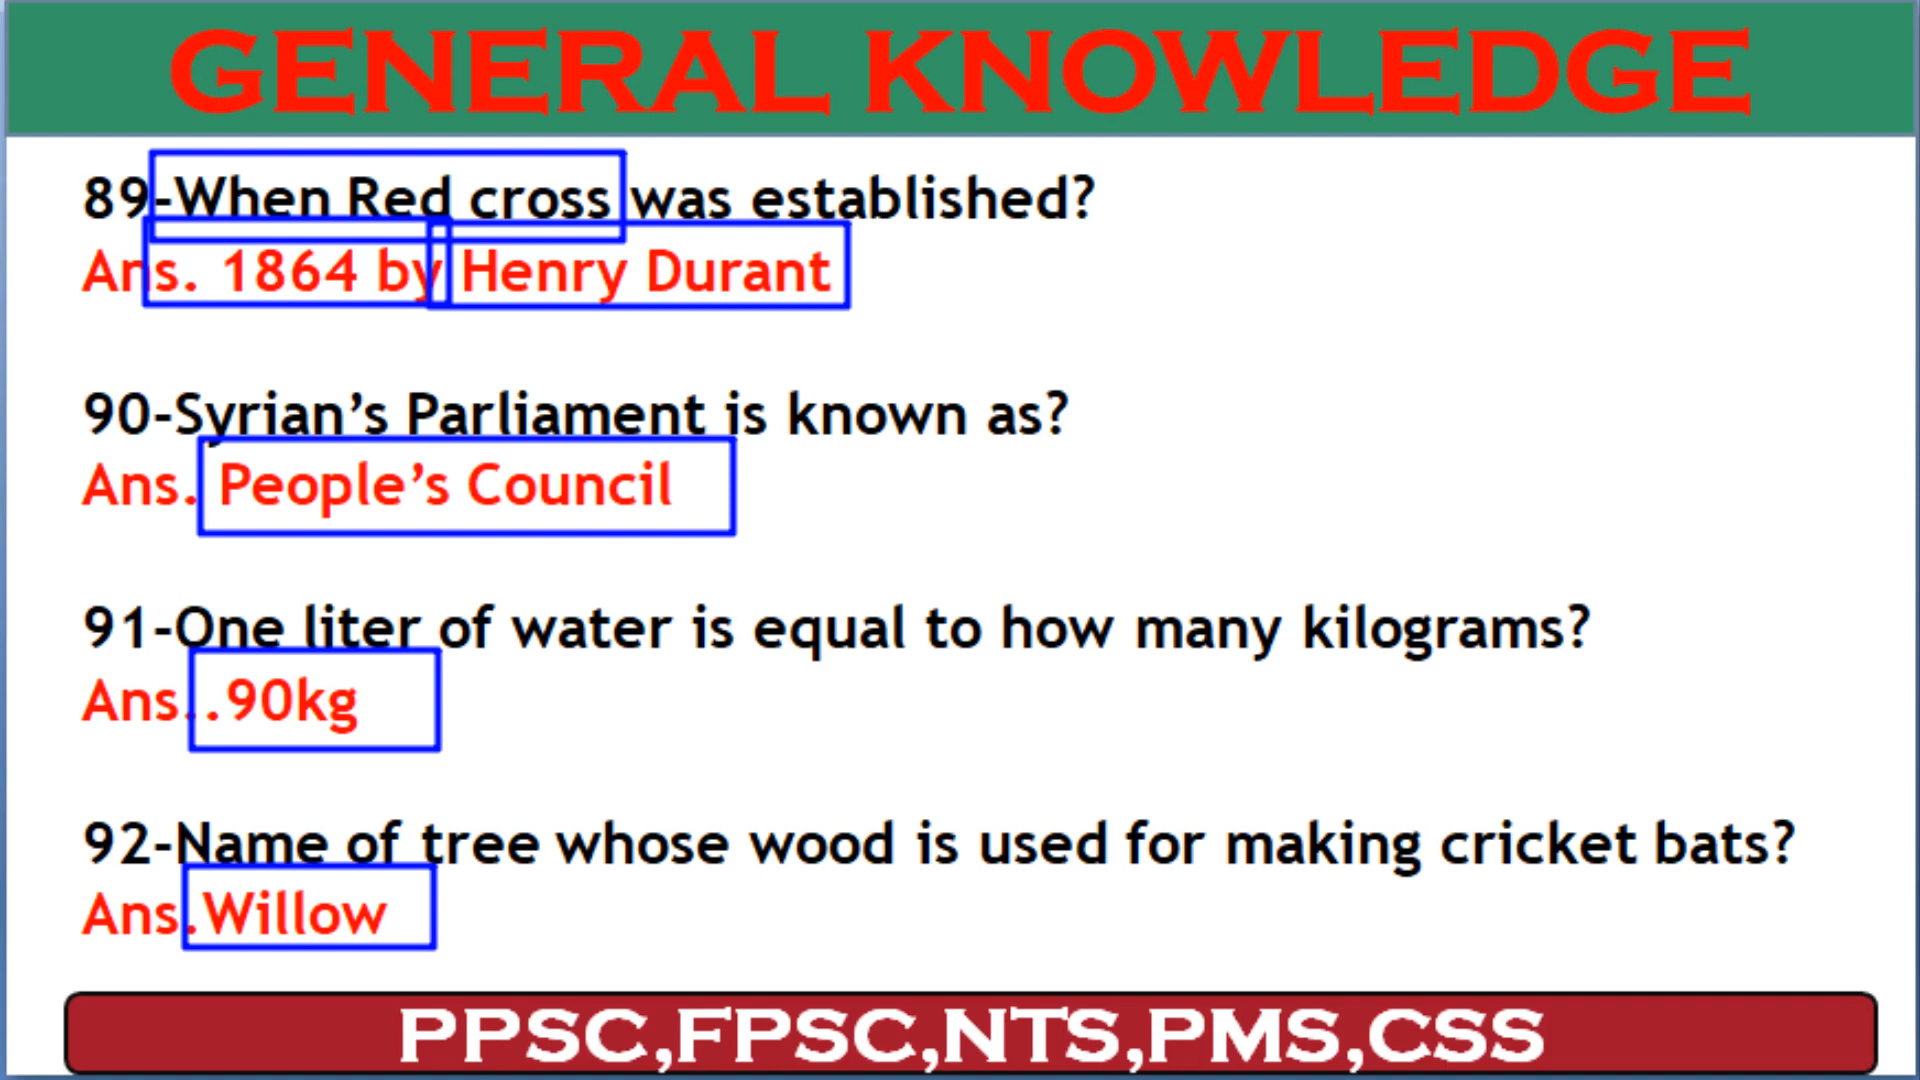 GENERAL KNOWLEDGE
89-When Red cross was established?
Ans. 1864 by Henry Durant
90-Syrian’s Parliament is known as?
Ans. People’s Council
91-One liter of water is equal to how many kilograms?
Ans..90kg
92-Name of tree whose wood is used for making cricket bats?
Ans.Willow
PPSC,FPSC,NTS,PMS,CSS